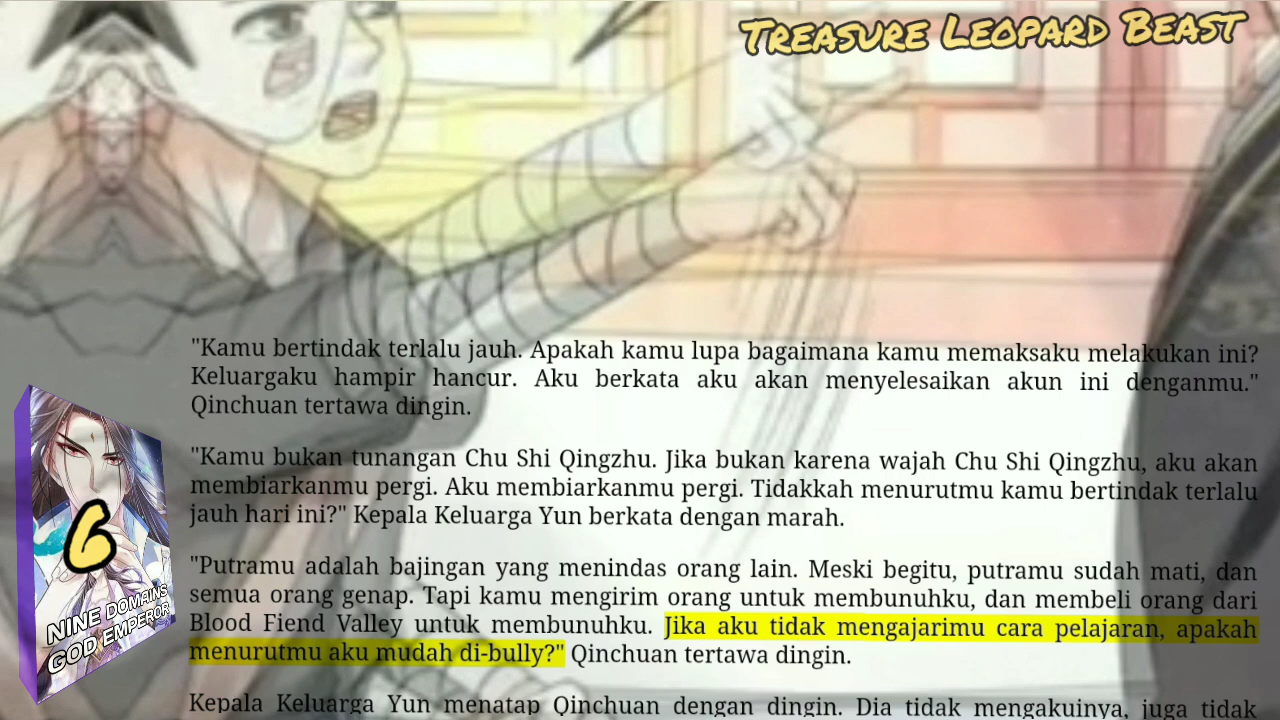 Treasure Leopard Beast
"Kamu bertindak terlalu jauh. Apakah kamu lupa bagaimana kamu memaksaku melakukan ini?
Keluargaku hampir hancur. Aku berkata aku akan menyelesaikan akun ini denganmu."
Qinchuan tertawa dingin.
"Kamu bukan tunangan Chu Shi Qingzhu. Jika bukan karena wajah Chu Shi Qingzhu, aku akan
membiarkanmu pergi. Aku membiarkanmu pergi. Tidakkah menurutmu kamu bertindak terlalu
jauh hari ini?" Kepala Keluarga Yun berkata dengan marah.
"Putramu adalah bajingan yang menindas orang lain. Meski begitu, putramu sudah mati, dan
semua orang genap. Tapi kamu mengirim orang untuk membunuhku, dan membeli orang dari
Blood Fiend Valley untuk membunuhku. Jika aku tidak mengajarimu cara pelajaran, apakah
menurutmu aku mudah di-bully?" Qinchuan tertawa dingin.
Kepala Keluarga Yun menatap Qinchuan dengan dingin. Dia tidak mengakuinya, juga tidak
6
NINE DOMAINS
GOD EMPEROR